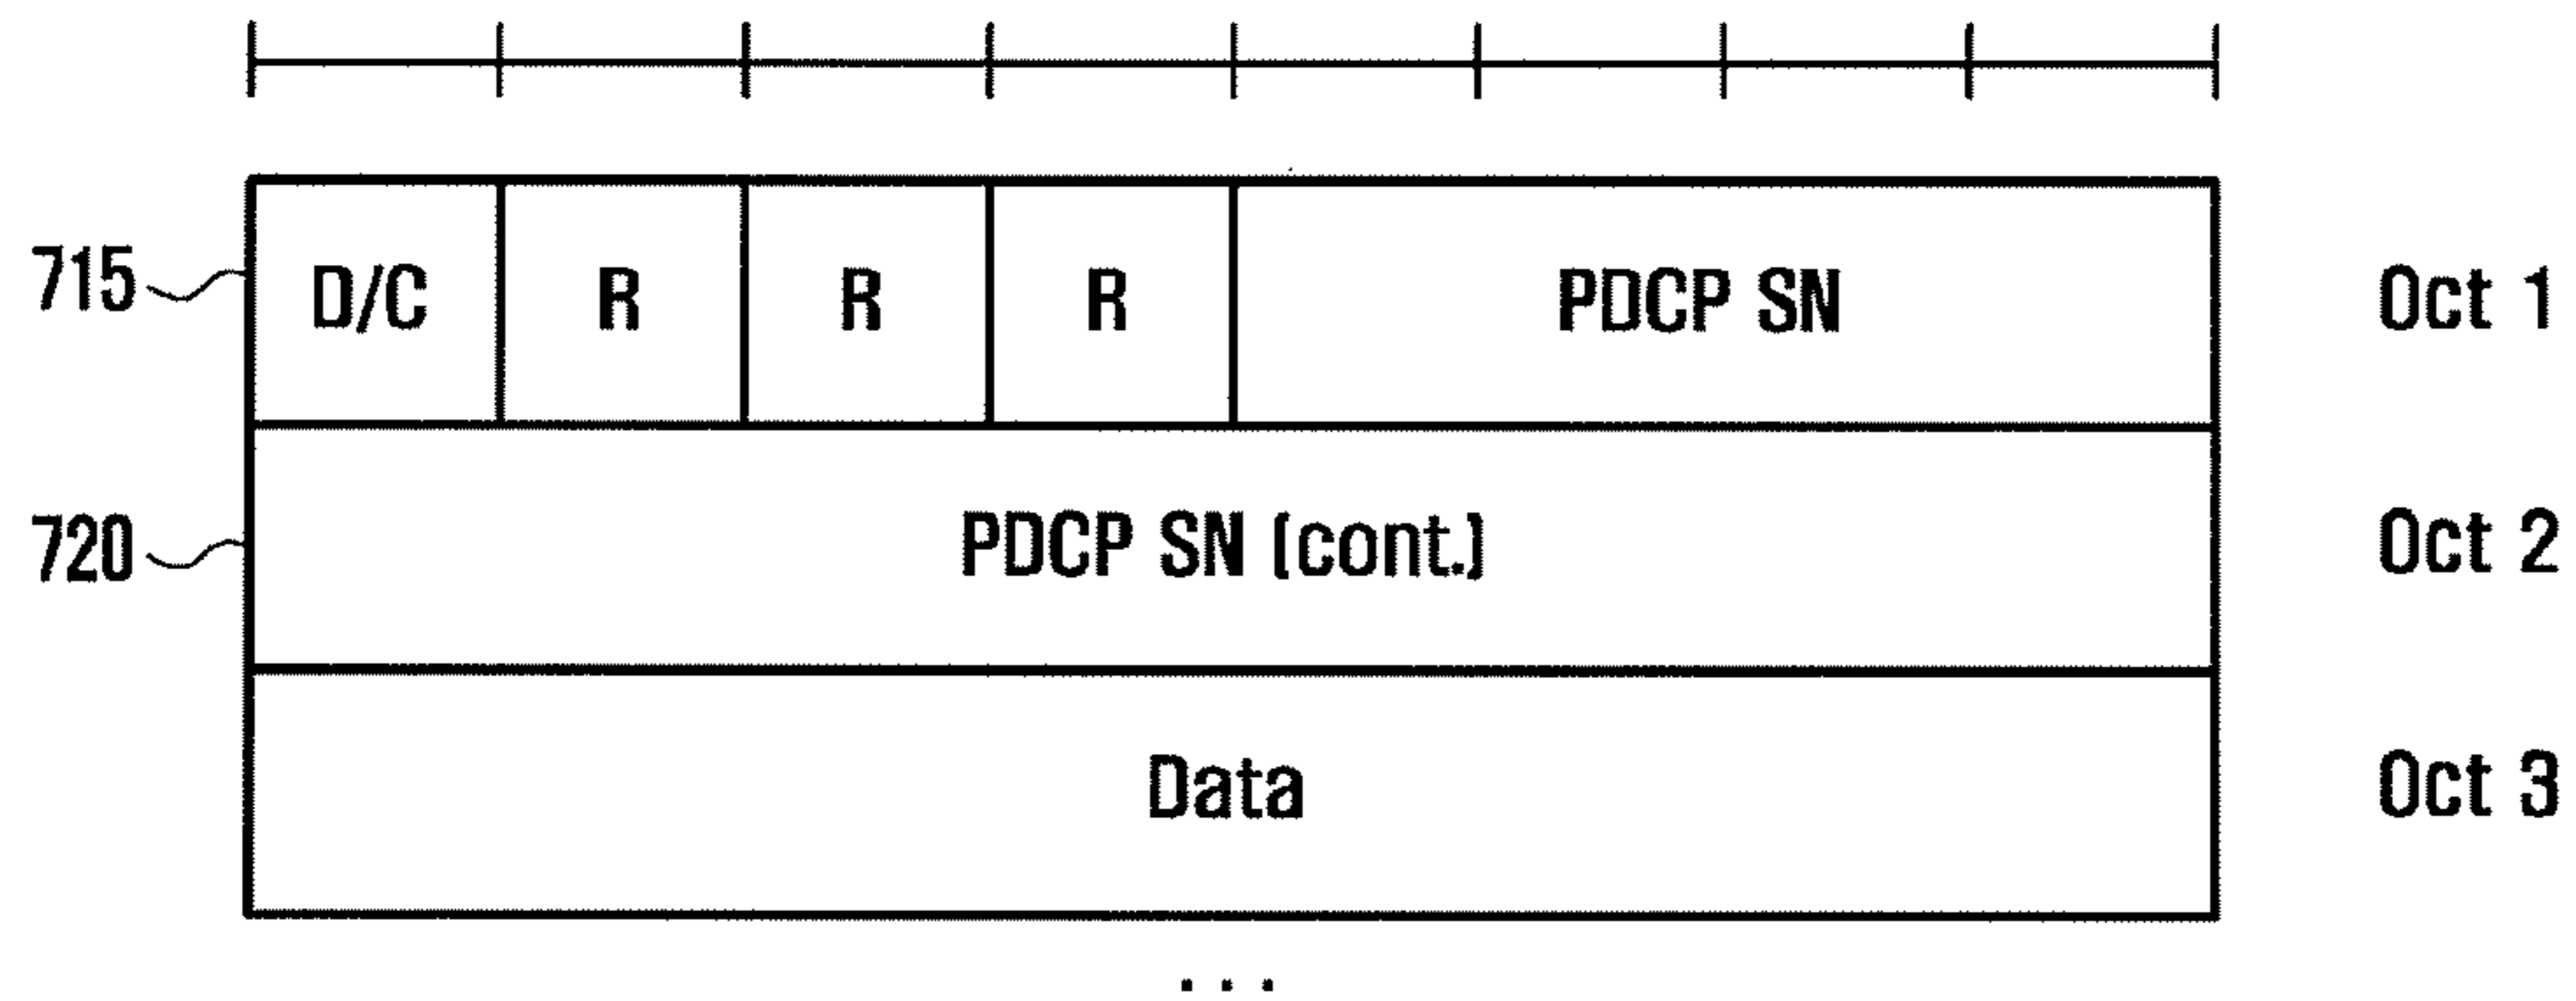 715 D/C R R R PDCP SN Oct 1
720 PDCP SN (cont.) Oct 2
Data Oct 3
...